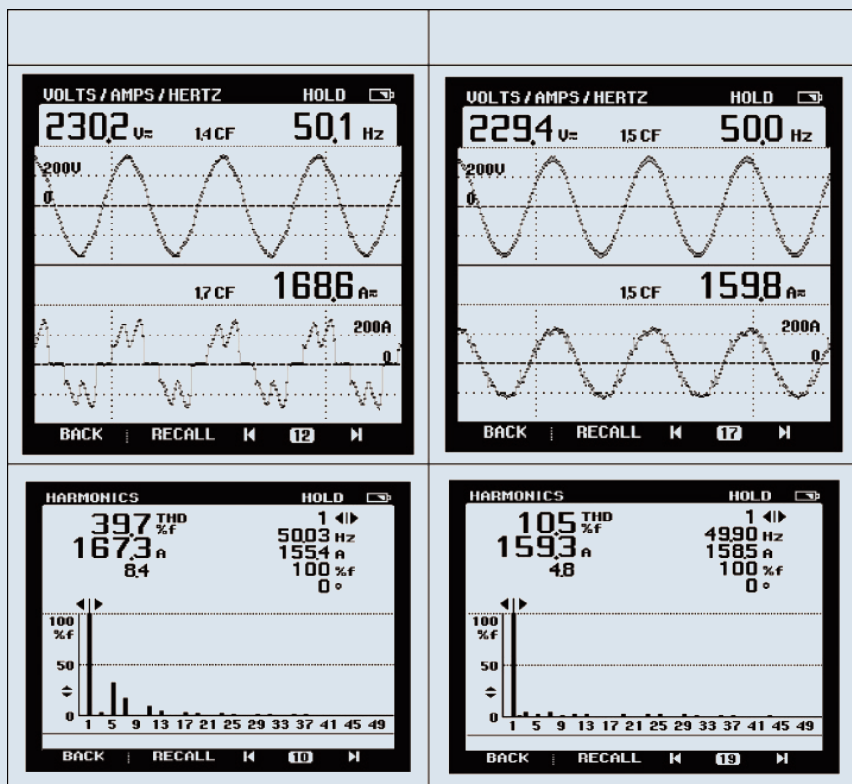 VOLTS/AMPS/HERTZ HOLD
230.2 V≂ 1.4 CF 50.1 Hz
200V
0
1.7 CF 168.6 A≂
200A
0
BACK RECALL 12
VOLTS/AMPS/HERTZ HOLD
229.4 V≂ 1.5 CF 50.0 Hz
200V
0
1.5 CF 159.8 A≂
200A
0
BACK RECALL 17
HARMONICS HOLD
39.7 THD %f 1
167.3 A 50.03 Hz
8.4 155.4 A
100 %f
0 °
100
%f
50
0
1 5 9 13 17 21 25 29 33 37 41 45 49
BACK RECALL 10
HARMONICS HOLD
10.5 THD %f 1
159.3 A 49.90 Hz
4.8 158.5 A
100 %f
0 °
100
%f
50
0
1 5 9 13 17 21 25 29 33 37 41 45 49
BACK RECALL 19